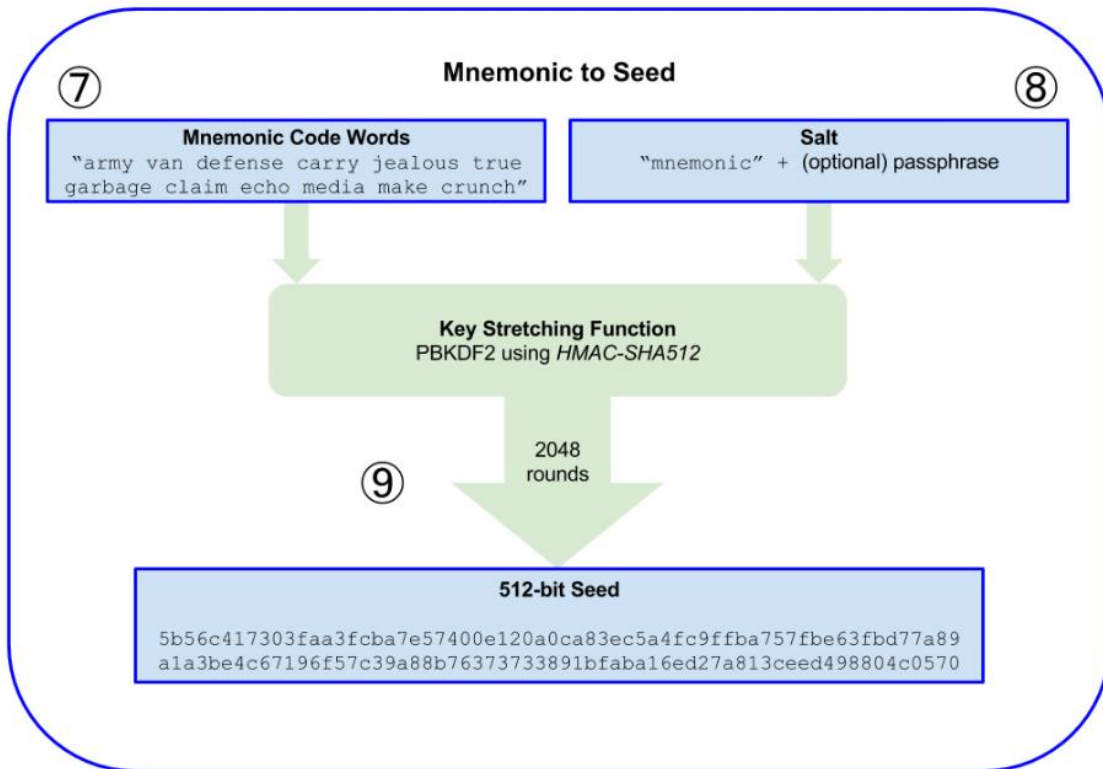 Mnemonic to Seed
⑦
⑧
Mnemonic Code Words
“army van defense carry jealous true
garbage claim echo media make crunch”
Salt
“mnemonic” + (optional) passphrase
Key Stretching Function
PBKDF2 using HMAC-SHA512
2048
rounds
⑨
512-bit Seed
5b56c417303faa3fcba7e57400e120a0ca83ec5a4fc9ffba757fbe63fbd77a89
a1a3be4c67196f57c39a88b76373733891bfaba16ed27a813ceed498804c0570